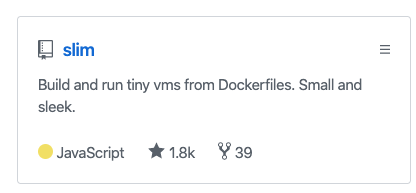 slim
Build and run tiny vms from Dockerfiles. Small and
sleek.
JavaScript 1.8k 39